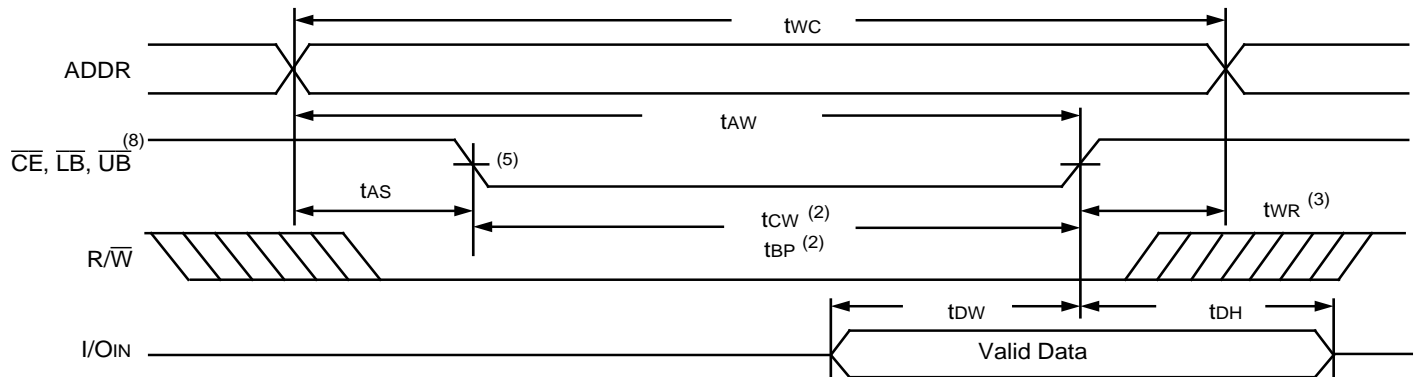 tWC
ADDR
tAW
CE, LB, UB (8)
(5)
tAS
tCW (2)
tWR (3)
tBP (2)
R/W
tDW
tDH
I/OIN
Valid Data